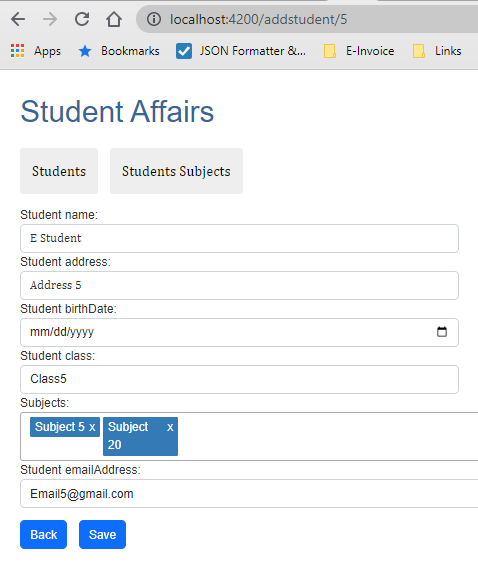 localhost:4200/addstudent/5
Apps Bookmarks JSON Formatter &... E-Invoice Links
Student Affairs
Students Students Subjects
Student name:
E Student
Student address:
Address 5
Student birthDate:
mm/dd/yyyy
Student class:
Class5
Subjects:
Subject 5 x Subject x
20
Student emailAddress:
Email5@gmail.com
Back Save